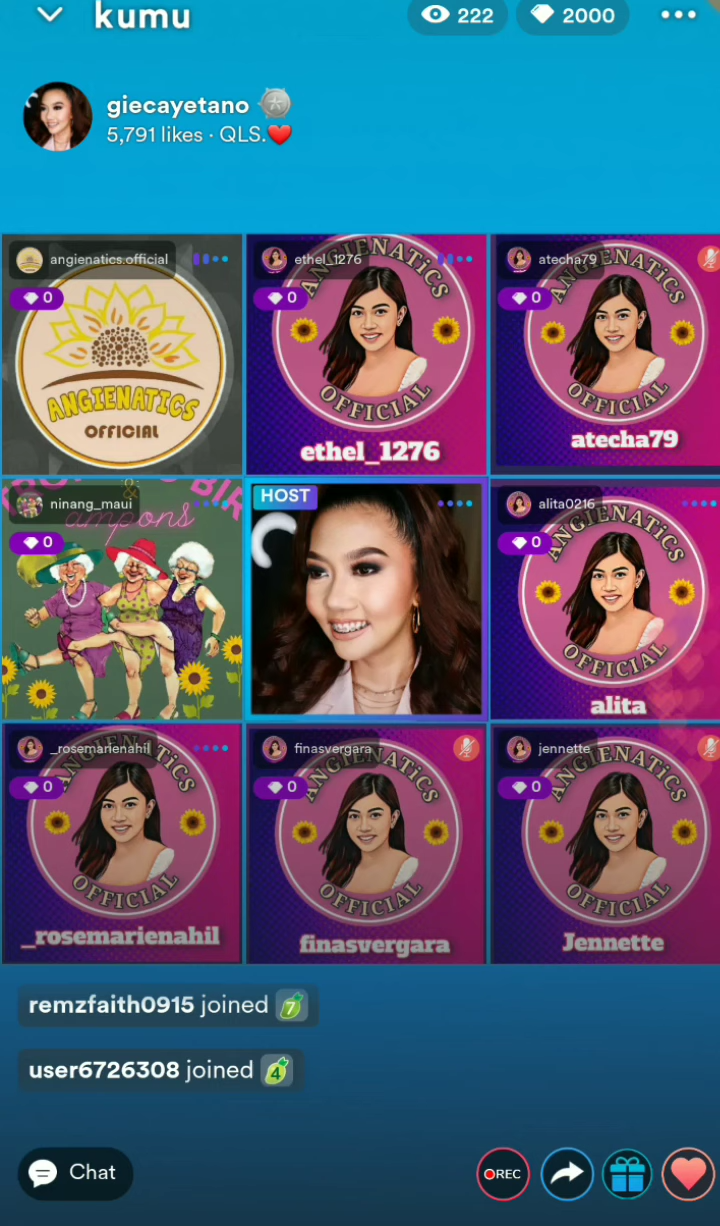 kumu
222
2000
giecayetano
5,791 likes · QLS.❤️
angienatics.official
0
ANGIENATICS
OFFICIAL
ethel_1276
0
ANGIENATiCS
OFFICIAL
ethel_1276
atecha79
0
ANGIENATiCS
OFFICIAL
atecha79
ninang_maui
0
ampons
HOST
alita0216
0
ANGIENATiCS
OFFICIAL
alita
_rosemarienahil
0
ANGIENATiCS
OFFICIAL
_rosemarienahil
finasvergara
0
ANGIENATiCS
OFFICIAL
finasvergara
jennette
0
ANGIENATiCS
OFFICIAL
Jennette
remzfaith0915 joined 7
user6726308 joined 4
Chat
REC